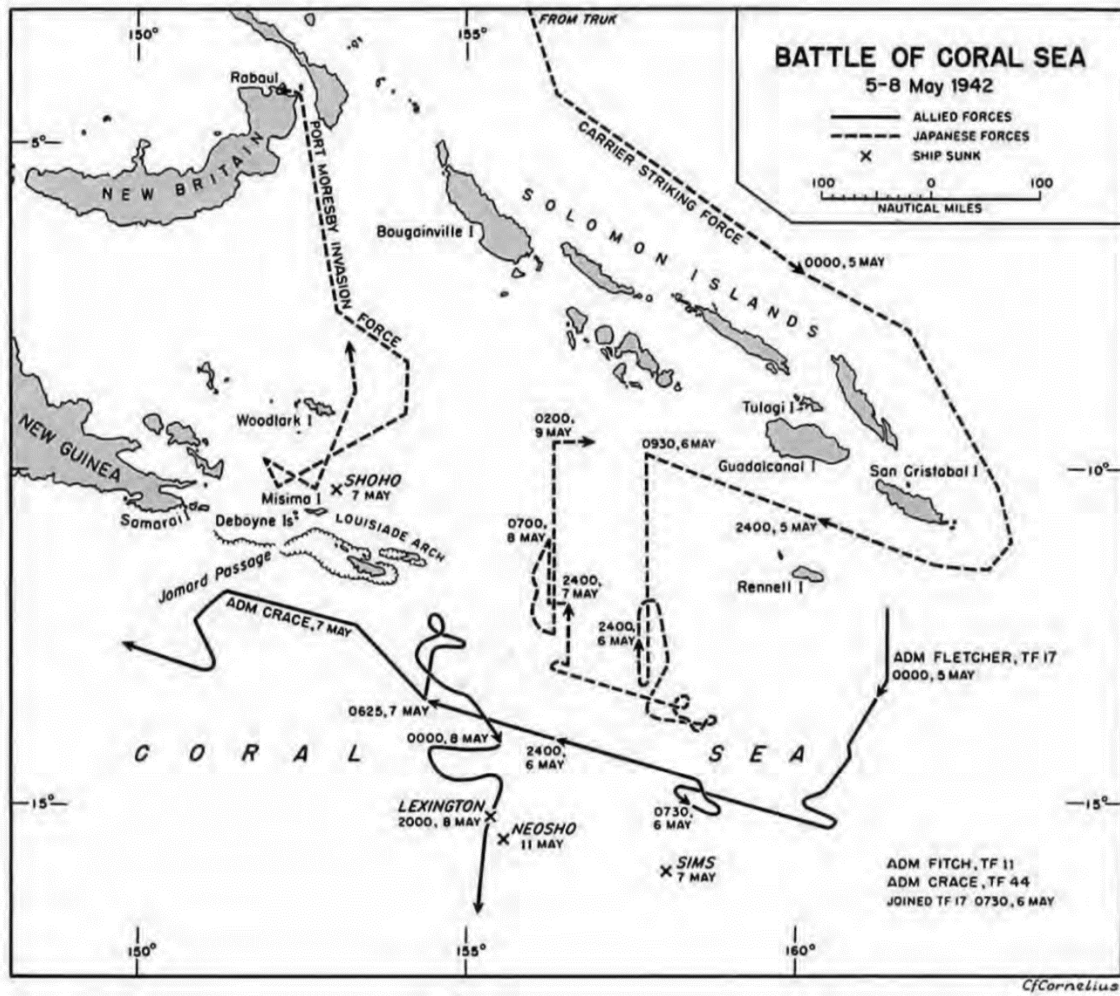 150°
155°
FROM TRUK
BATTLE OF CORAL SEA
5-8 May 1942
ALLIED FORCES
JAPANESE FORCES
SHIP SUNK
100 0 100
NAUTICAL MILES
Rabaul
5°
NEW BRITAIN
PORT MORESBY INVASION FORCE
CARRIER STRIKING FORCE
SOLOMON ISLANDS
Bougainville I
0000, 5 MAY
Woodlark I
NEW GUINEA
0200,
9 MAY
0930, 6 MAY
Tulagi I
Guadalcanal I
San Cristobal I
10°
SHOHO
7 MAY
Misima I
Samarai I
Deboyne Is
LOUISIADE ARCH
Jomard Passage
0700,
8 MAY
2400, 5 MAY
Rennell I
2400,
7 MAY
2400,
6 MAY
ADM CRACE, 7 MAY
ADM FLETCHER, TF 17
0000, 5 MAY
0625, 7 MAY
0000, 8 MAY
CORAL SEA
2400,
6 MAY
15°
15°
LEXINGTON
2000, 8 MAY
NEOSHO
11 MAY
0730,
6 MAY
SIMS
7 MAY
ADM FITCH, TF 11
ADM CRACE, TF 44
JOINED TF 17 0730, 6 MAY
150°
155°
160°
CfCornelius